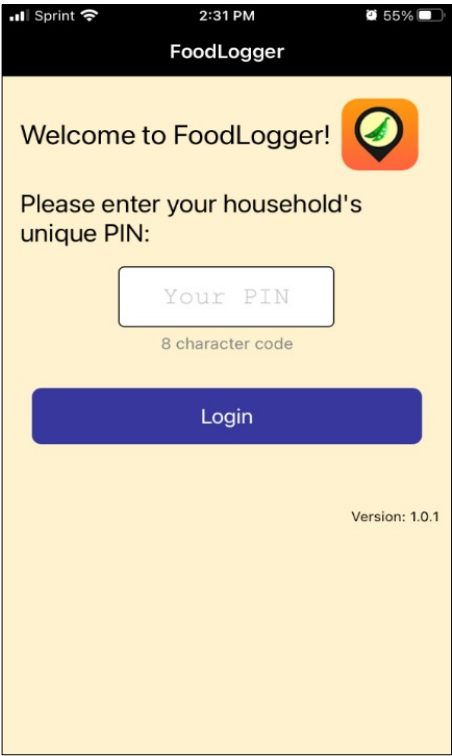 Sprint 2:31 PM 55%
FoodLogger
Welcome to FoodLogger!
Please enter your household's
unique PIN:
Your PIN
8 character code
Login
Version: 1.0.1